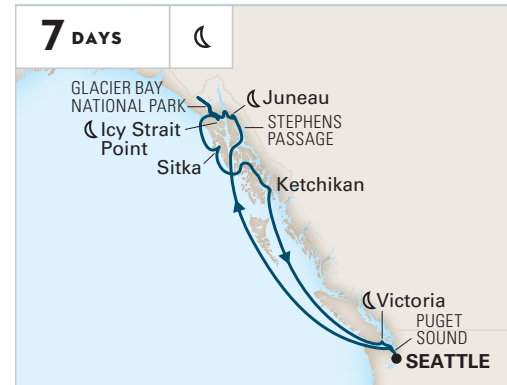 7 DAYS
GLACIER BAY
NATIONAL PARK
Juneau
Icy Strait
Point
STEPHENS
PASSAGE
Sitka
Ketchikan
Victoria
PUGET
SOUND
SEATTLE